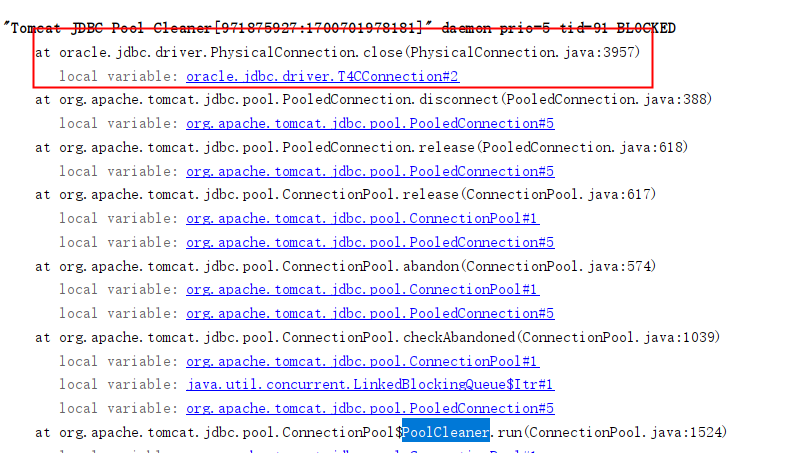 "Tomcat JDBC Pool Cleaner[971875927:1700701978181]" daemon prio=5 tid=91 BLOCKED
at oracle.jdbc.driver.PhysicalConnection.close(PhysicalConnection.java:3957)
local variable: oracle.jdbc.driver.T4CConnection#2
at org.apache.tomcat.jdbc.pool.PooledConnection.disconnect(PooledConnection.java:388)
local variable: org.apache.tomcat.jdbc.pool.PooledConnection#5
at org.apache.tomcat.jdbc.pool.PooledConnection.release(PooledConnection.java:618)
local variable: org.apache.tomcat.jdbc.pool.PooledConnection#5
at org.apache.tomcat.jdbc.pool.ConnectionPool.release(ConnectionPool.java:617)
local variable: org.apache.tomcat.jdbc.pool.ConnectionPool#1
local variable: org.apache.tomcat.jdbc.pool.PooledConnection#5
at org.apache.tomcat.jdbc.pool.ConnectionPool.abandon(ConnectionPool.java:574)
local variable: org.apache.tomcat.jdbc.pool.ConnectionPool#1
local variable: org.apache.tomcat.jdbc.pool.PooledConnection#5
at org.apache.tomcat.jdbc.pool.ConnectionPool.checkAbandoned(ConnectionPool.java:1039)
local variable: org.apache.tomcat.jdbc.pool.ConnectionPool#1
local variable: java.util.concurrent.LinkedBlockingQueue$Itr#1
local variable: org.apache.tomcat.jdbc.pool.PooledConnection#5
at org.apache.tomcat.jdbc.pool.ConnectionPool$PoolCleaner.run(ConnectionPool.java:1524)